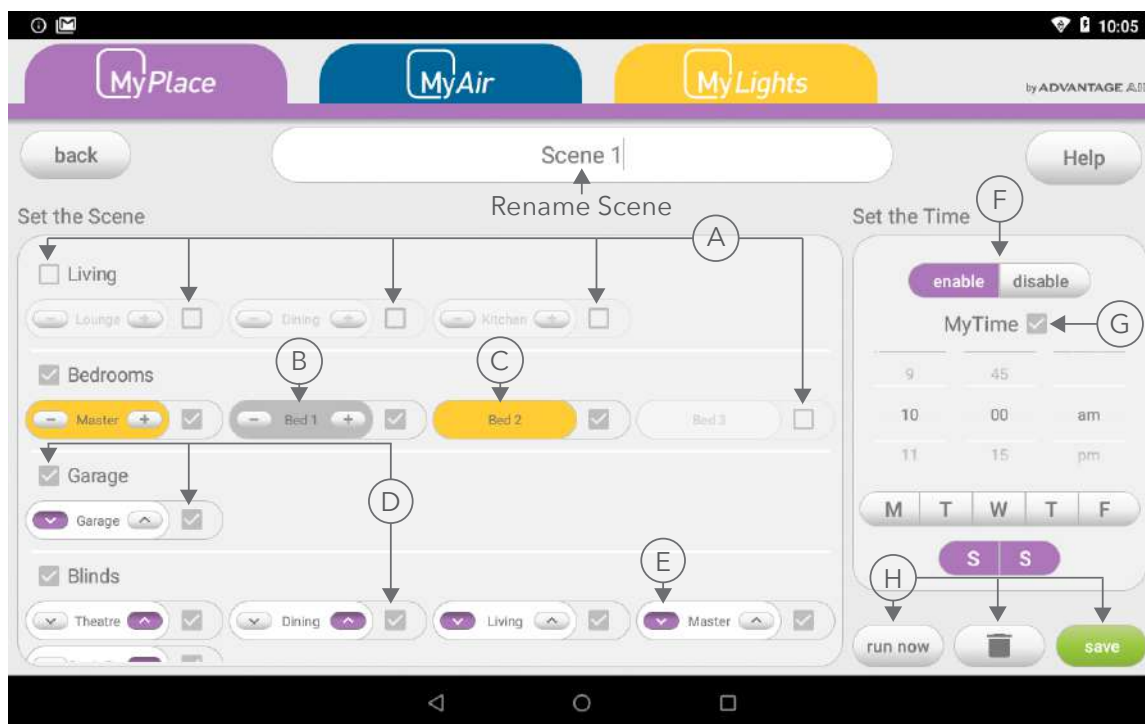 10:05
MyPlace MyAir MyLights by ADVANTAGE AIR
back Scene 1 Help
Rename Scene
F
Set the Scene Set the Time
A
Living enable disable
Lounge Dining Kitchen
MyTime G
B C
Bedrooms 9 45
Master Bed 1 Bed 2 Bed 3 10 00 am
11 15 pm
Garage
D
Garage M T W T F
E
Blinds S S
H
Theatre Dining Living Master
run now save